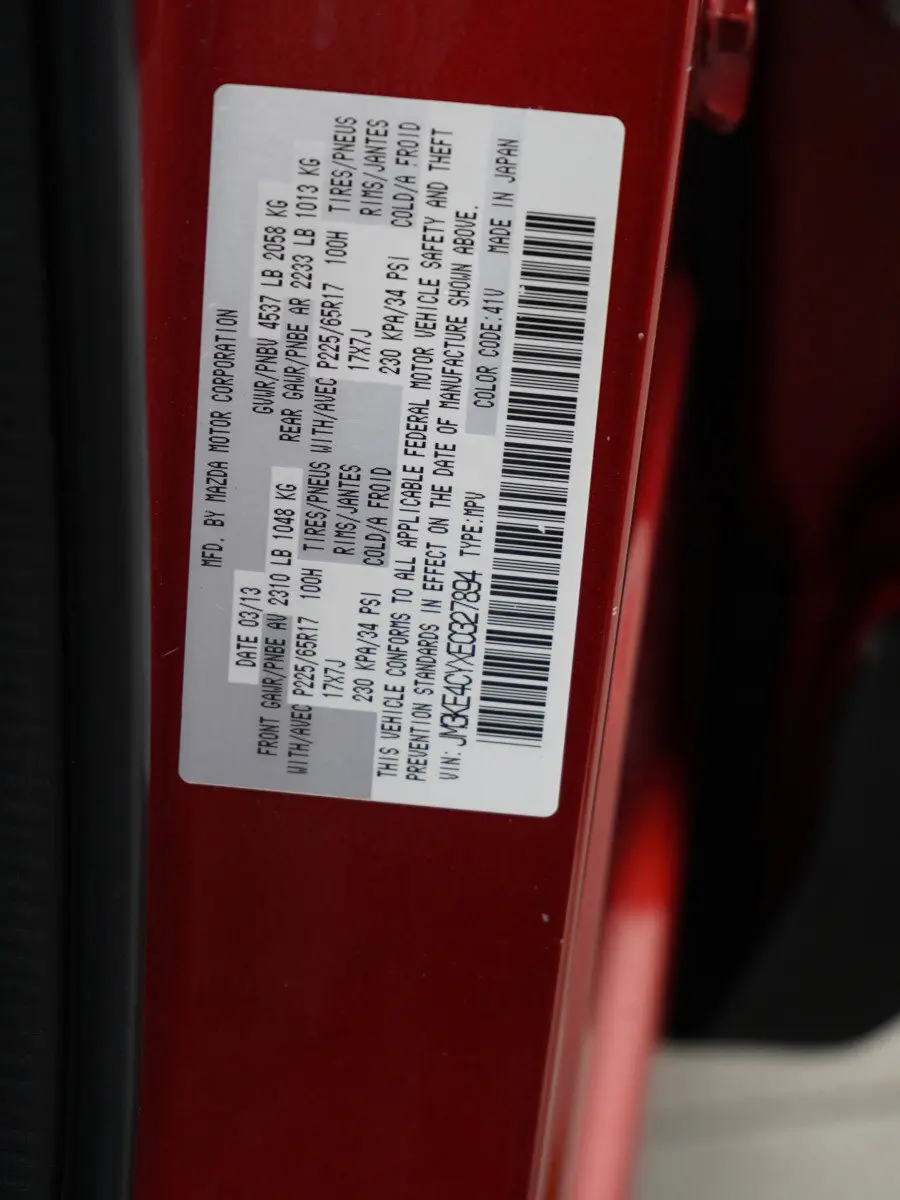 MFD. BY MAZDA MOTOR CORPORATION
DATE 03/13 GVWR/PNBV 4537 LB 2058 KG
FRONT GAWR/PNBE AV 2310 LB 1048 KG REAR GAWR/PNBE AR 2233 LB 1013 KG
WITH/AVEC P225/65R17 100H TIRES/PNEUS WITH/AVEC P225/65R17 100H TIRES/PNEUS
17X7J RIMS/JANTES 17X7J RIMS/JANTES
230 KPA/34 PSI COLD/A FROID 230 KPA/34 PSI COLD/A FROID
THIS VEHICLE CONFORMS TO ALL APPLICABLE FEDERAL MOTOR VEHICLE SAFETY AND THEFT
PREVENTION STANDARDS IN EFFECT ON THE DATE OF MANUFACTURE SHOWN ABOVE.
VIN: JM3KE4CYXE0327894 TYPE:MPV COLOR CODE:41V MADE IN JAPAN